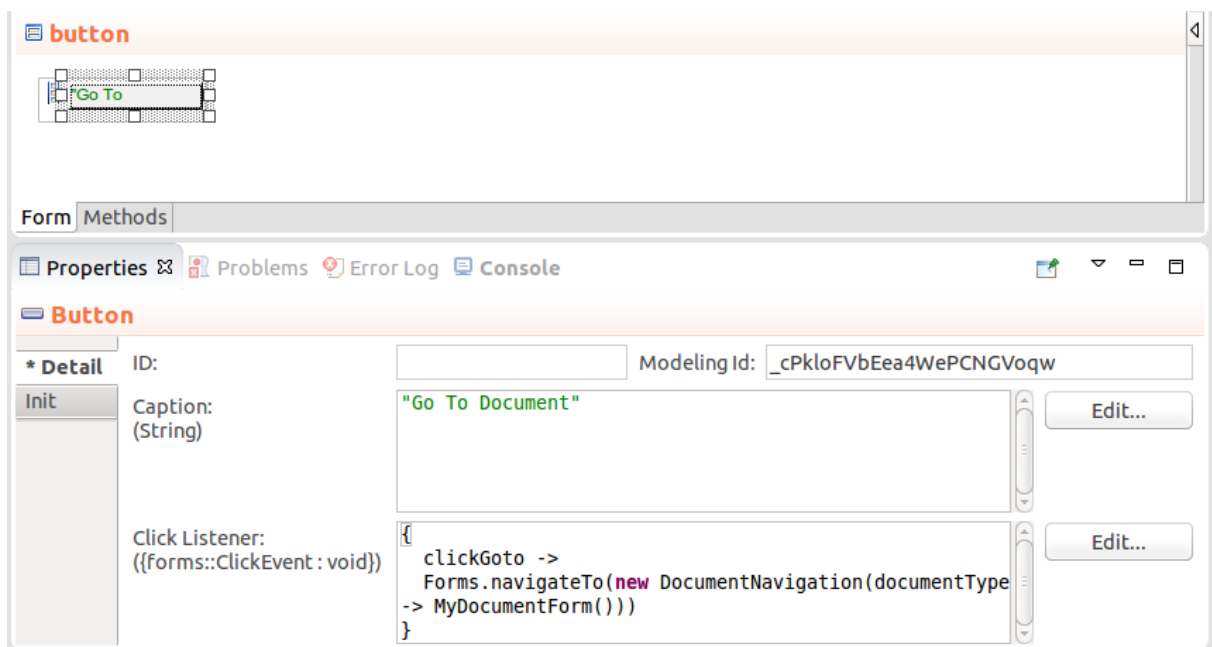 button
"Go To
Form Methods
Properties Problems Error Log Console
Button
* Detail
Init
ID:
Modeling Id: _cPkloFVbEea4WePCNGVoqw
Caption:
(String)
"Go To Document"
Edit...
Click Listener:
({forms::ClickEvent : void})
{
clickGoto ->
Forms.navigateTo(new DocumentNavigation(documentType
-> MyDocumentForm()))
}
Edit...